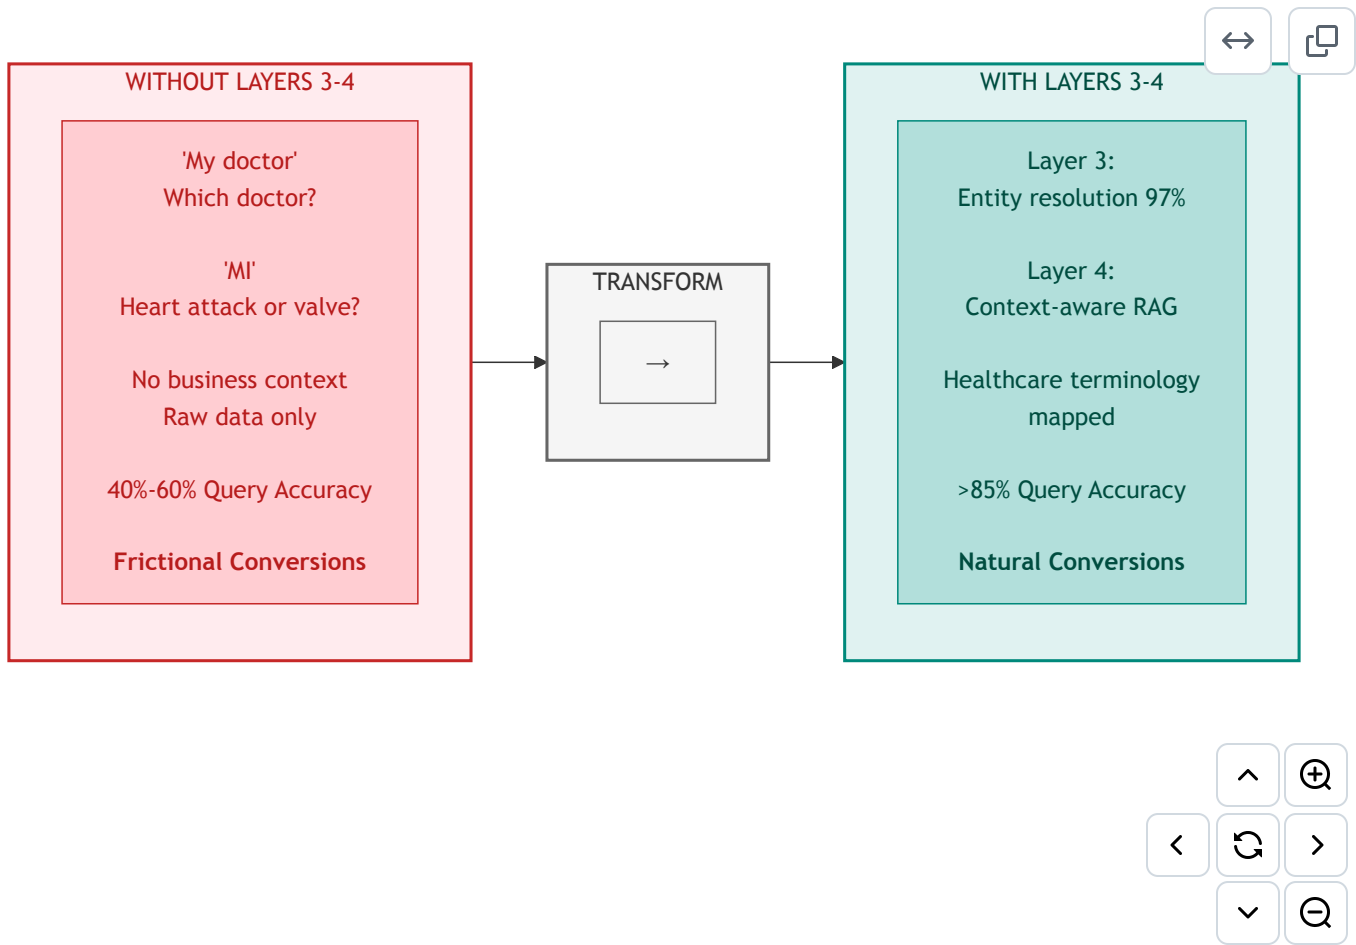 WITHOUT LAYERS 3-4
'My doctor'
Which doctor?
'MI'
Heart attack or valve?
No business context
Raw data only
40%-60% Query Accuracy
Frictional Conversions
TRANSFORM
→
WITH LAYERS 3-4
Layer 3:
Entity resolution 97%
Layer 4:
Context-aware RAG
Healthcare terminology
mapped
>85% Query Accuracy
Natural Conversions